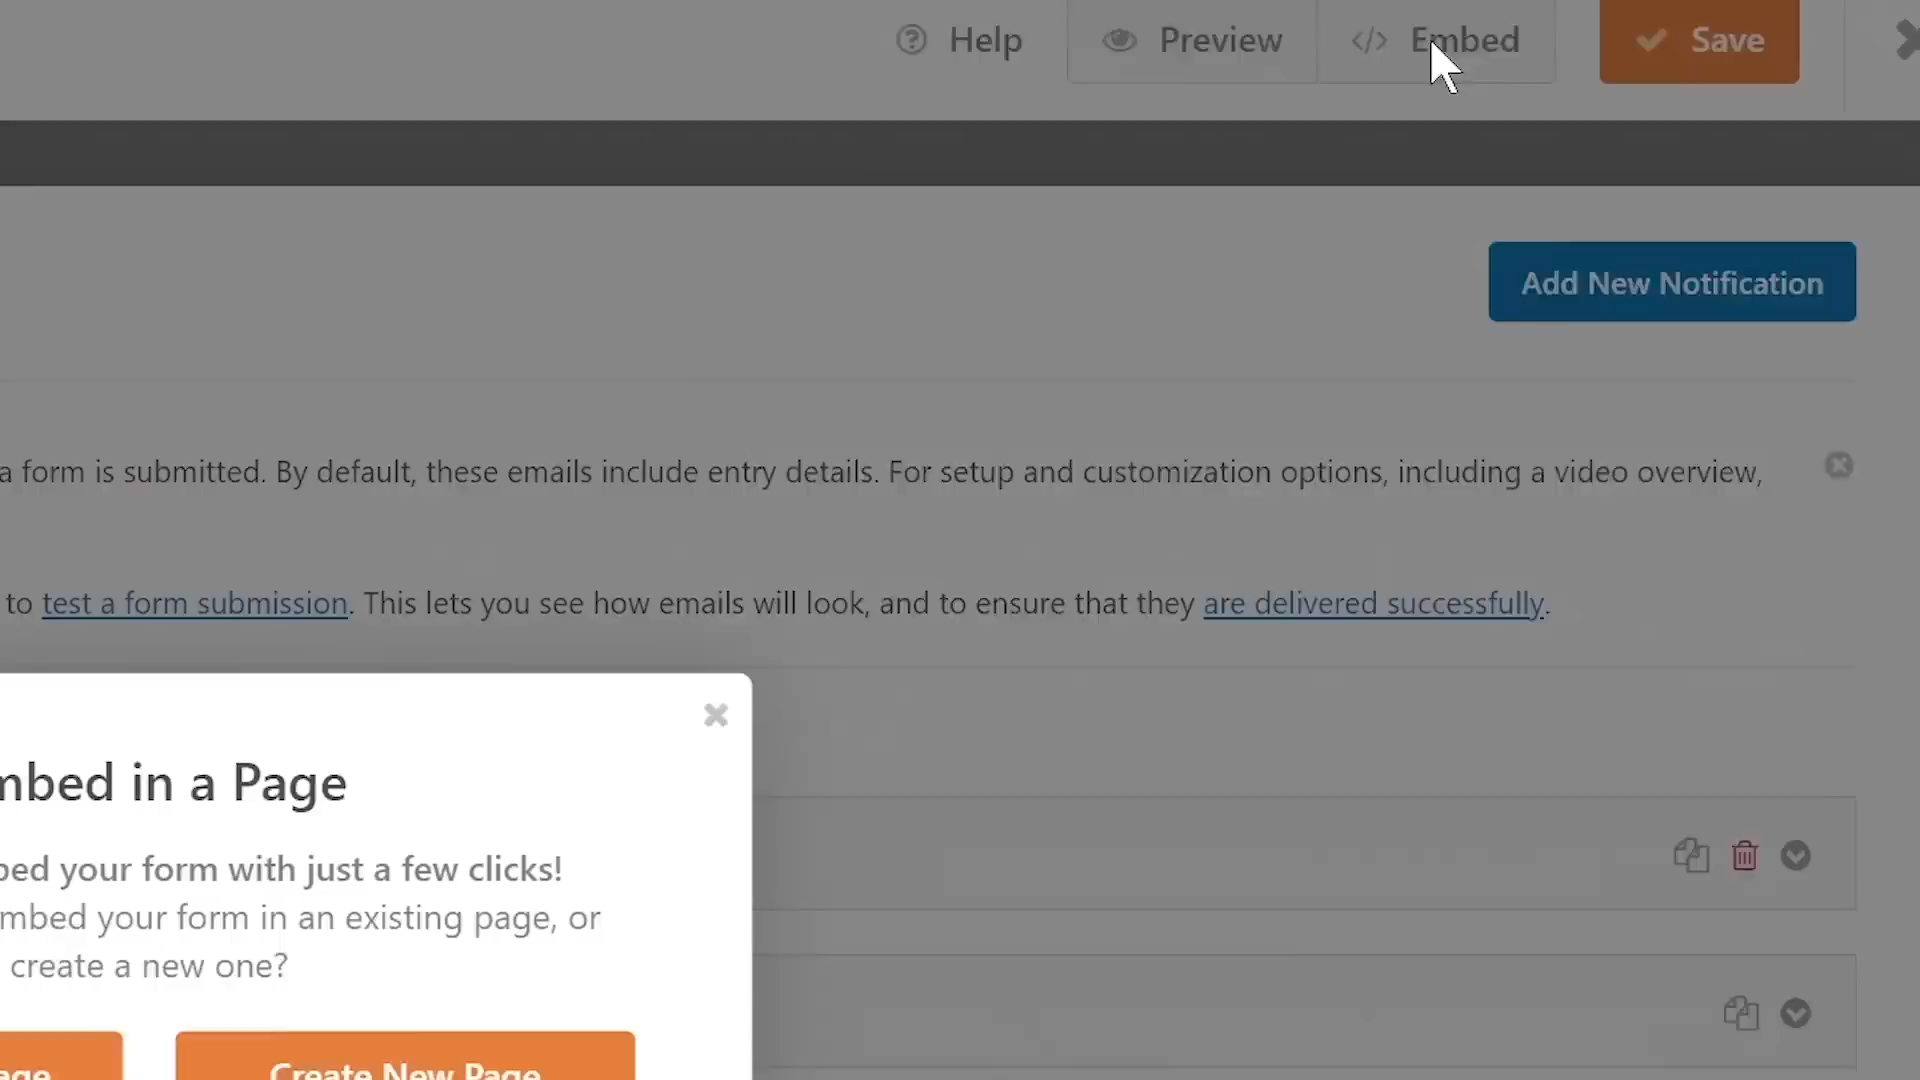 Help Preview Embed Save
Add New Notification
a form is submitted. By default, these emails include entry details. For setup and customization options, including a video overview,
to test a form submission. This lets you see how emails will look, and to ensure that they are delivered successfully.
in a Page
your form with just a few clicks!
your form in an existing page, or
create a new one?
Create New Page